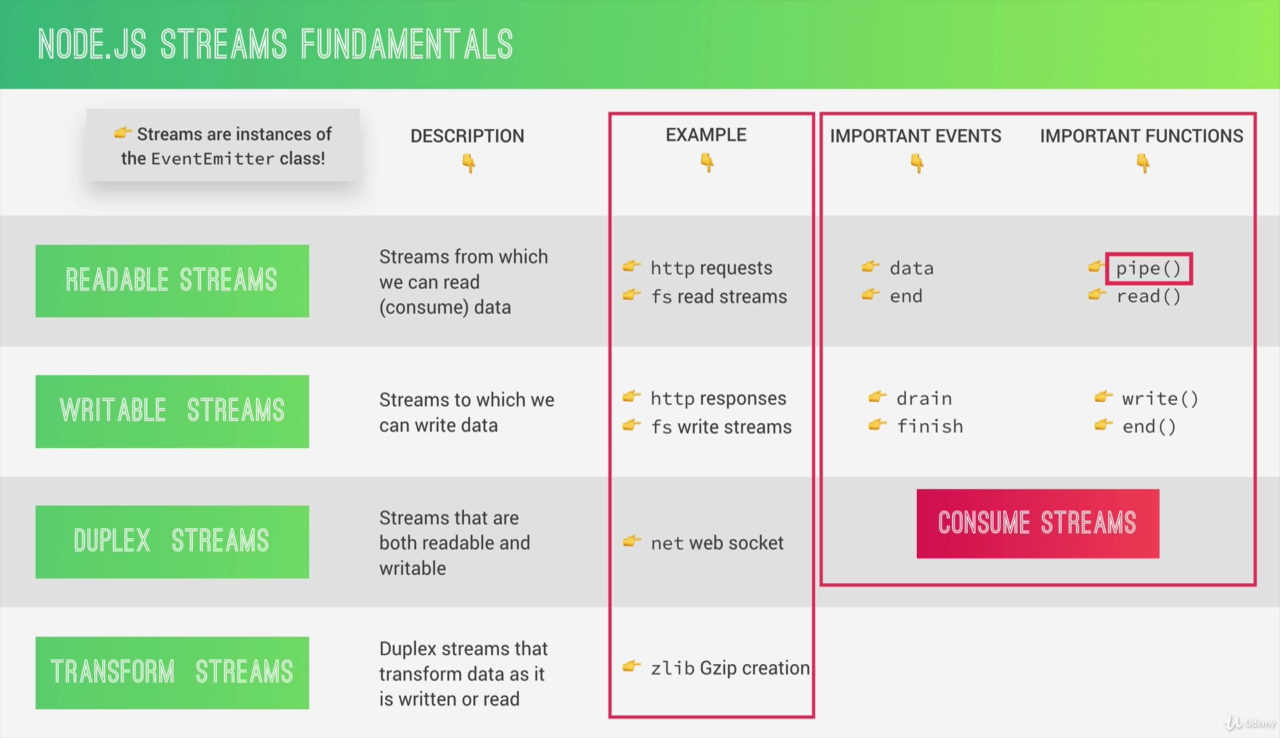 NODE.JS STREAMS FUNDAMENTALS
👉 Streams are instances of
the EventEmitter class!
DESCRIPTION
👇
EXAMPLE
👇
IMPORTANT EVENTS
👇
IMPORTANT FUNCTIONS
👇
READABLE STREAMS
Streams from which
we can read
(consume) data
👉 http requests
👉 fs read streams
👉 data
👉 end
👉 pipe()
👉 read()
WRITABLE STREAMS
Streams to which we
can write data
👉 http responses
👉 fs write streams
👉 drain
👉 finish
👉 write()
👉 end()
DUPLEX STREAMS
Streams that are
both readable and
writable
👉 net web socket
CONSUME STREAMS
TRANSFORM STREAMS
Duplex streams that
transform data as it
is written or read
👉 zlib Gzip creation
Udemy